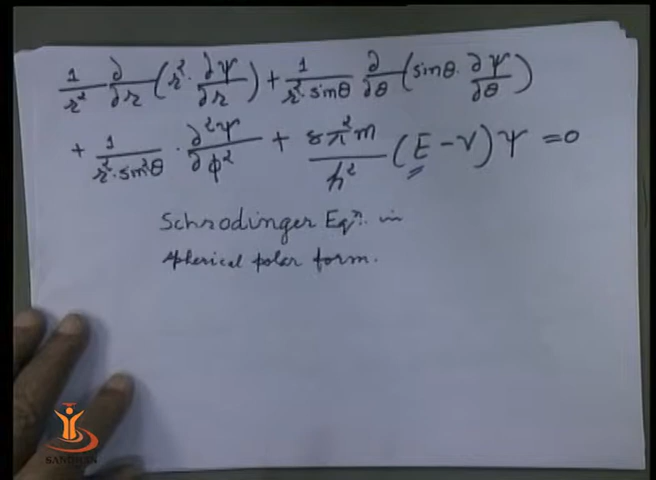 1/r² ∂/∂r (r² · ∂Ψ/∂r) + 1/r²·sinθ ∂/∂θ (sinθ · ∂Ψ/∂θ)
+ 1/r²·sin²θ · ∂²Ψ/∂ϕ² + 8π²m/h² (E - V) Ψ = 0
Schrodinger Eqⁿ. in
spherical polar form.
SANDHAN